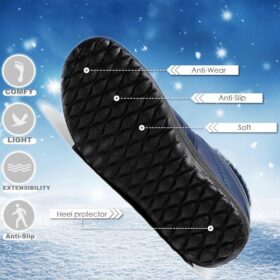 Anti-Wear
COMFY
Anti-Slip
LIGHT
Soft
EXTENSIBILITY
Heel protector
Anti-Slip